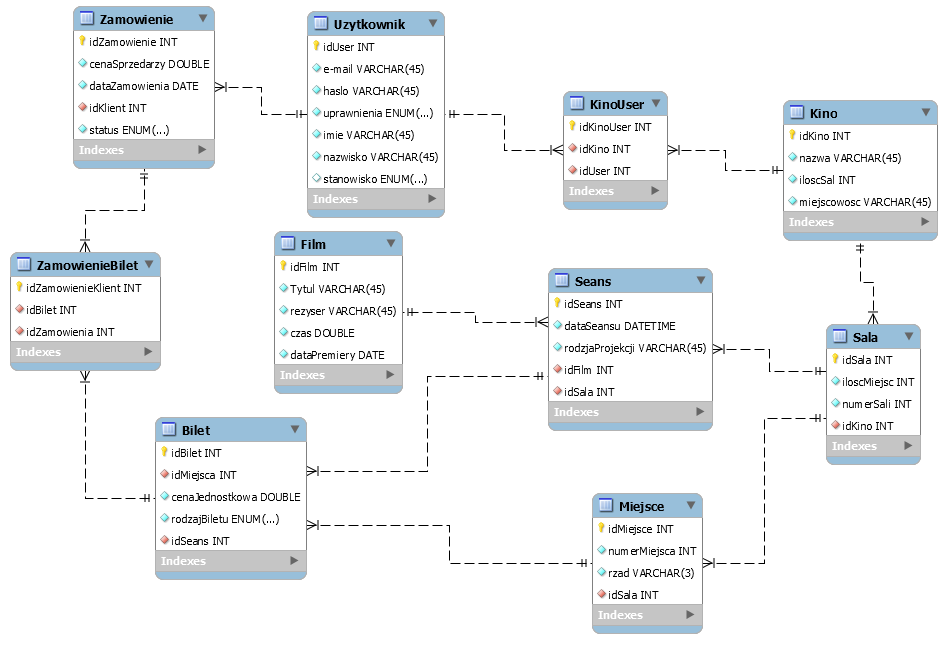 Zamowienie
idZamowienie INT
cenaSprzedarzy DOUBLE
dataZamowienia DATE
idKlient INT
status ENUM(...)
Indexes
Uzytkownik
idUser INT
e-mail VARCHAR(45)
haslo VARCHAR(45)
uprawnienia ENUM(...)
imie VARCHAR(45)
nazwisko VARCHAR(45)
stanowisko ENUM(...)
Indexes
KinoUser
idKinoUser INT
idKino INT
idUser INT
Indexes
Kino
idKino INT
nazwa VARCHAR(45)
iloscSal INT
miejscowosc VARCHAR(45)
Indexes
ZamowienieBilet
idZamowienieKlient INT
idBilet INT
idZamowienia INT
Indexes
Film
idFilm INT
Tytul VARCHAR(45)
rezyser VARCHAR(45)
czas DOUBLE
dataPremiery DATE
Indexes
Seans
idSeans INT
dataSeansu DATETIME
rodzjaProjekcji VARCHAR(45)
idFilm INT
idSala INT
Indexes
Sala
idSala INT
iloscMiejsc INT
numerSali INT
idKino INT
Indexes
Bilet
idBilet INT
idMiejsca INT
cenaJednostkowa DOUBLE
rodzajBiletu ENUM(...)
idSeans INT
Indexes
Miejsce
idMiejsce INT
numerMiejsca INT
rzad VARCHAR(3)
idSala INT
Indexes